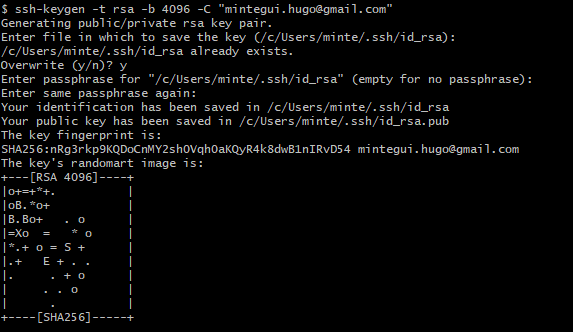 $ ssh-keygen -t rsa -b 4096 -C "mintegui.hugo@gmail.com"
Generating public/private rsa key pair.
Enter file in which to save the key (/c/Users/minte/.ssh/id_rsa):
/c/Users/minte/.ssh/id_rsa already exists.
Overwrite (y/n)? y
Enter passphrase for "/c/Users/minte/.ssh/id_rsa" (empty for no passphrase):
Enter same passphrase again:
Your identification has been saved in /c/Users/minte/.ssh/id_rsa
Your public key has been saved in /c/Users/minte/.ssh/id_rsa.pub
The key fingerprint is:
SHA256:nRg3rkp9KQDoCnMY2shOVqhOaKQyR4k8dwB1nIRvD54 mintegui.hugo@gmail.com
The key's randomart image is:
+---[RSA 4096]----+
|o+=+*+.          |
|oB.*o+           |
|B.Bo+   . o      |
|=Xo  =   * o     |
|*.+ o = S +      |
|.+   E + . .     |
|.     . + o      |
|     . . o       |
|      .          |
+----[SHA256]-----+